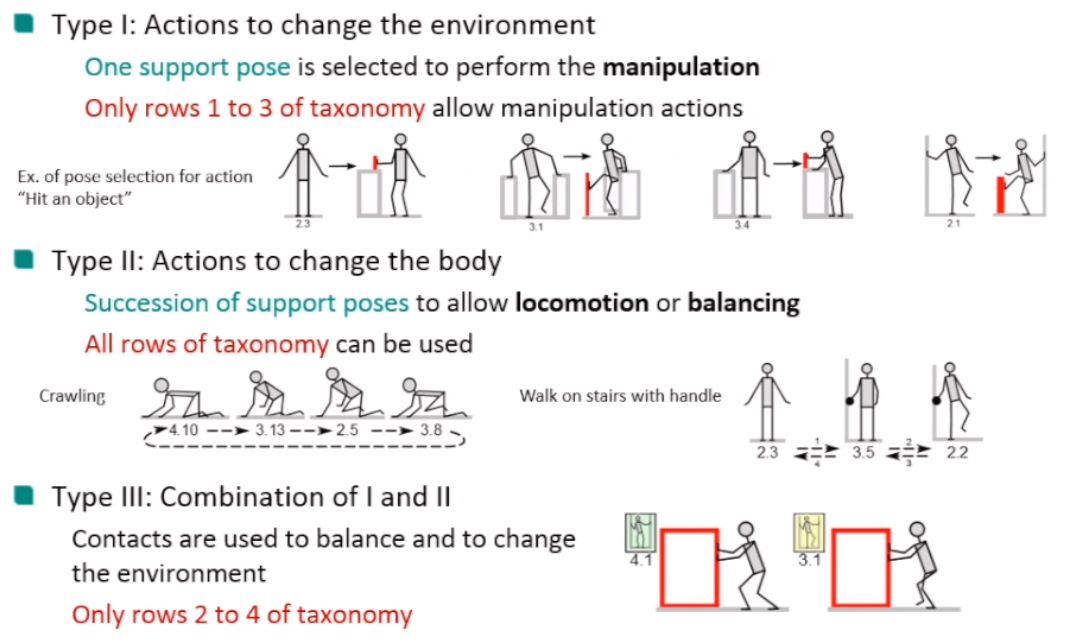 Type I: Actions to change the environment
One support pose is selected to perform the manipulation
Only rows 1 to 3 of taxonomy allow manipulation actions
Ex. of pose selection for action
“Hit an object”
2.3
3.1
3.4
2.1
Type II: Actions to change the body
Succession of support poses to allow locomotion or balancing
All rows of taxonomy can be used
Crawling
4.10 3.13 2.5 3.8
Walk on stairs with handle
1 2
2.3 3.5 2.2
4 3
Type III: Combination of I and II
Contacts are used to balance and to change
the environment
Only rows 2 to 4 of taxonomy
4.1
3.1